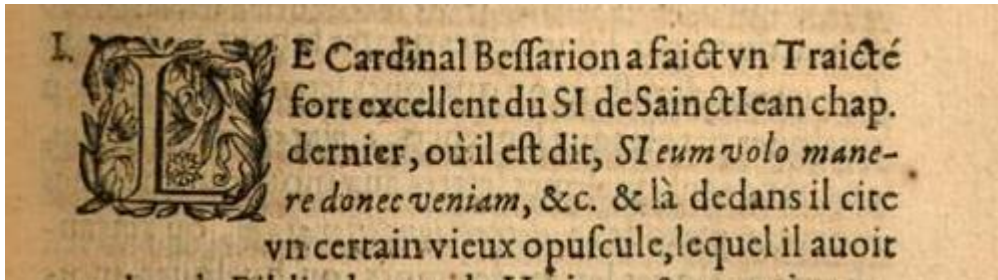 I. LE Cardinal Beſſarion a faict vn Traicté
fort excellent du SI de Sainct Iean chap.
dernier, où il eſt dit, SI eum volo mane-
re donec veniam, &c. & là dedans il cite
vn certain vieux opuſcule, lequel il auoit